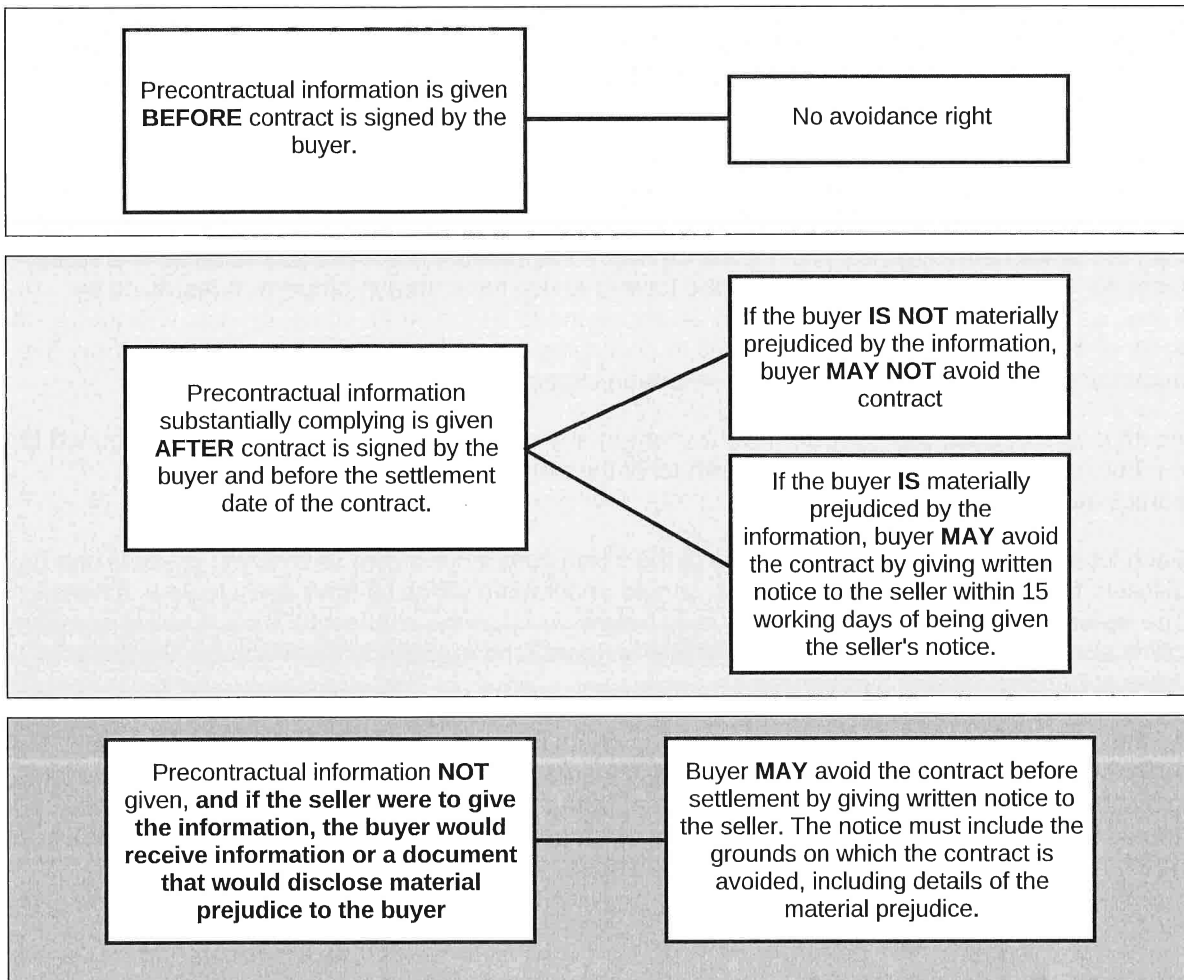 Precontractual information is given
BEFORE contract is signed by the
buyer.
No avoidance right
Precontractual information
substantially complying is given
AFTER contract is signed by the
buyer and before the settlement
date of the contract.
If the buyer IS NOT materially
prejudiced by the information,
buyer MAY NOT avoid the
contract
If the buyer IS materially
prejudiced by the
information, buyer MAY avoid
the contract by giving written
notice to the seller within 15
working days of being given
the seller's notice.
Precontractual information NOT
given, and if the seller were to give
the information, the buyer would
receive information or a document
that would disclose material
prejudice to the buyer
Buyer MAY avoid the contract before
settlement by giving written notice to
the seller. The notice must include the
grounds on which the contract is
avoided, including details of the
material prejudice.